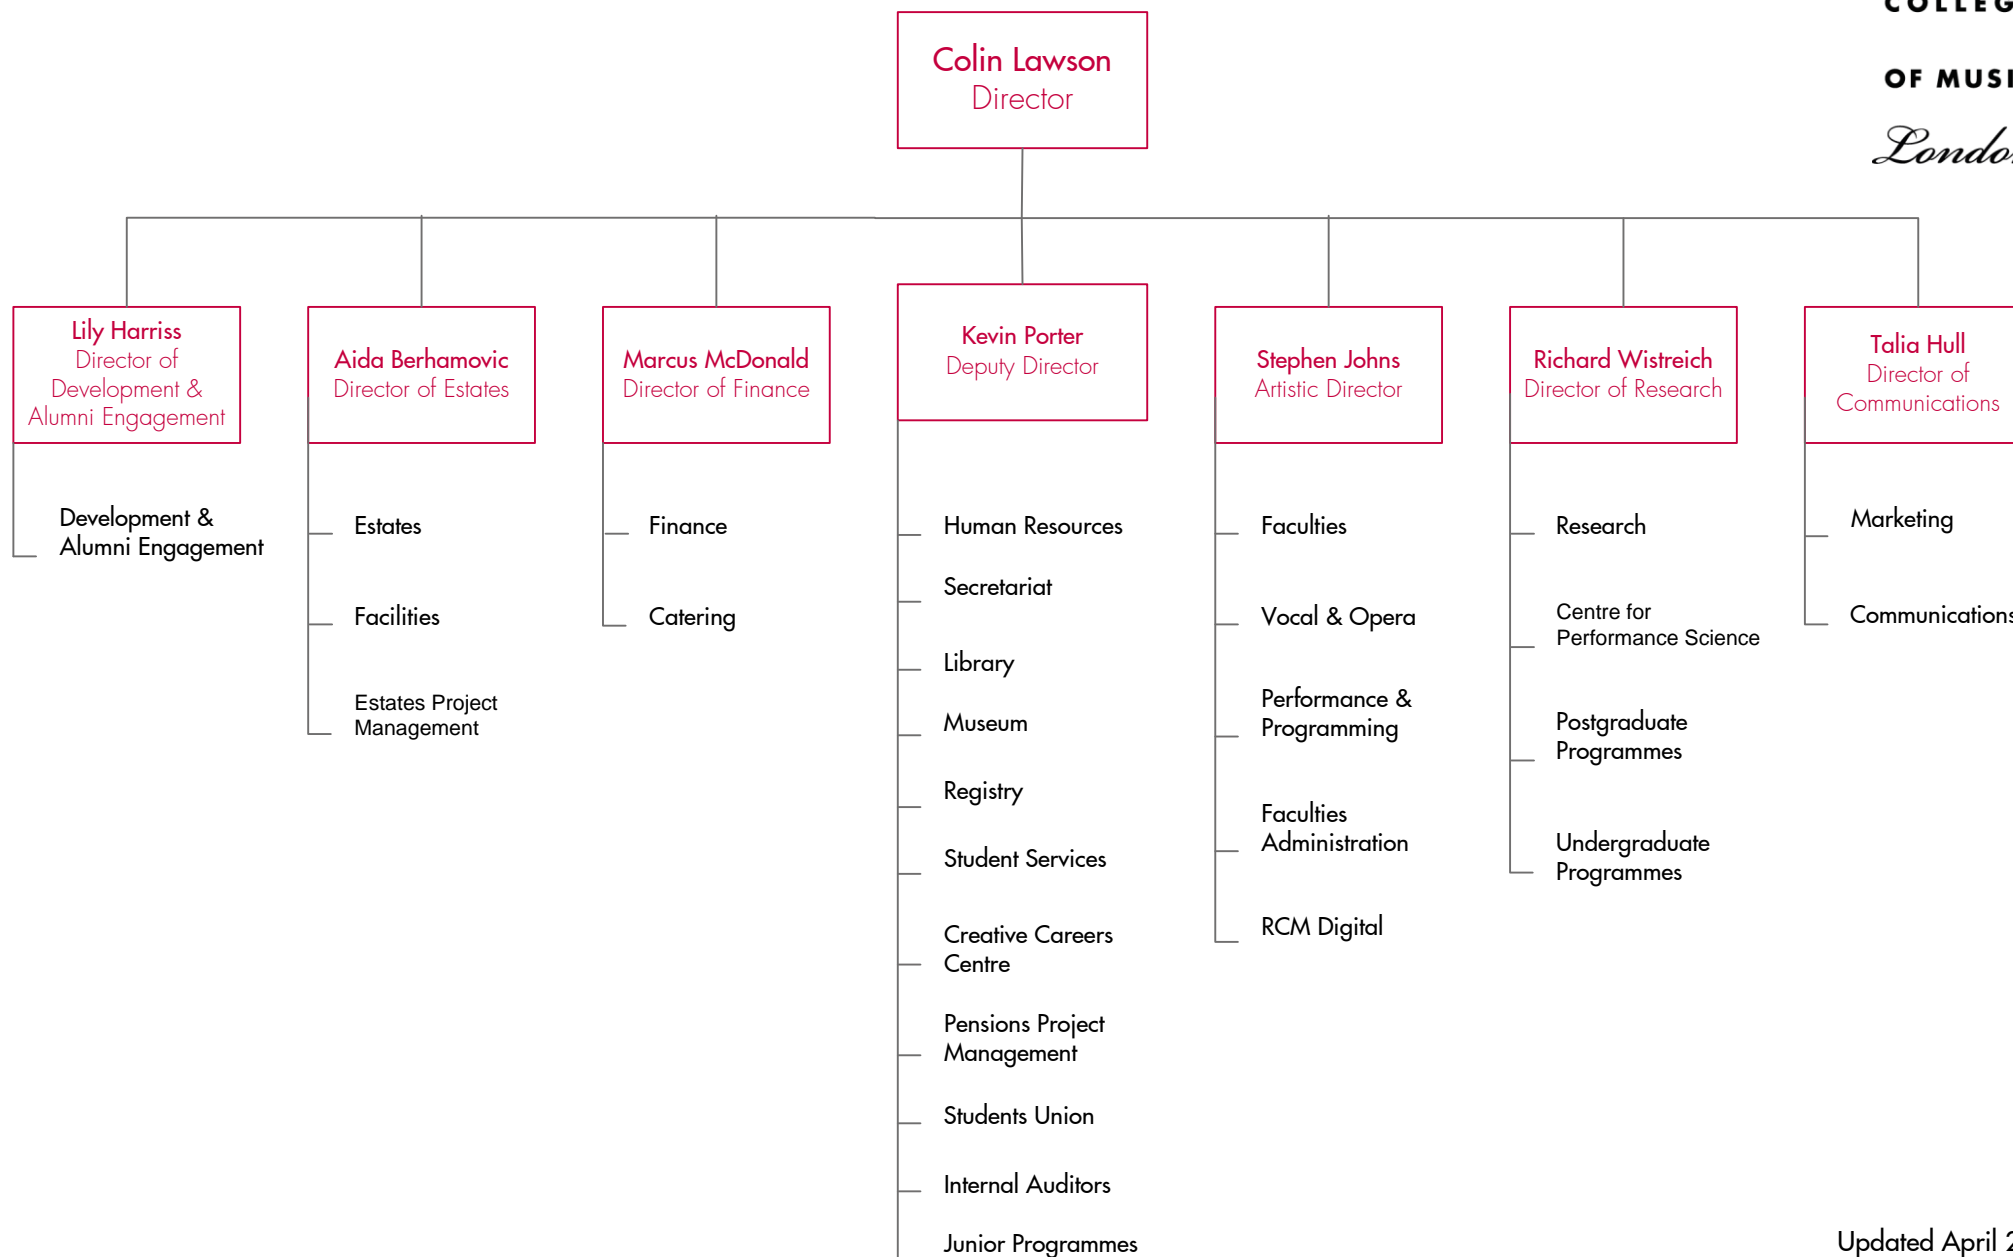 OF MUSI
Colin Lawson
Director
Lily Harriss
Director of
Development &
Alumni Engagement
Development &
Alumni Engagement
Aida Berhamovic
Director of Estates
Estates
Facilities
Estates Project
Management
Marcus McDonald
Director of Finance
Finance
Catering
Kevin Porter
Deputy Director
Human Resources
Secretariat
Library
Museum
Registry
Student Services
Creative Careers
Centre
Pensions Project
Management
Students Union
Internal Auditors
Junior Programmes
Stephen Johns
Artistic Director
Faculties
Vocal & Opera
Performance &
Programming
Faculties
Administration
RCM Digital
Richard Wistreich
Director of Research
Research
Centre for
Performance Science
Postgraduate
Programmes
Undergraduate
Programmes
Talia Hull
Director of
Communications
Marketing
Communications
Updated April